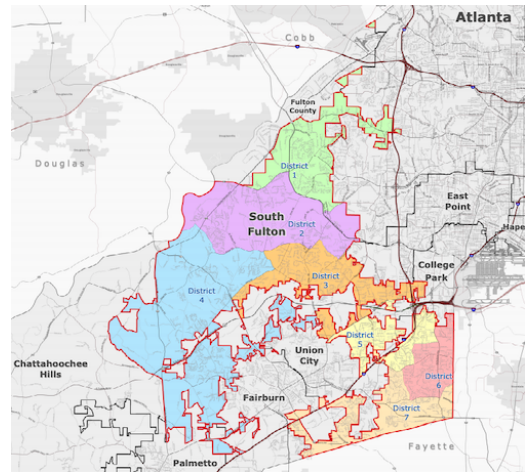 Atlanta
Cobb
Fulton
County
Douglas
District
1
East
Point
South
Fulton
District
2
Hape
College
Park
District
3
District
4
District
5
Chattahoochee
Hills
Union
City
District
6
Fairburn
District
7
Palmetto
Fayette